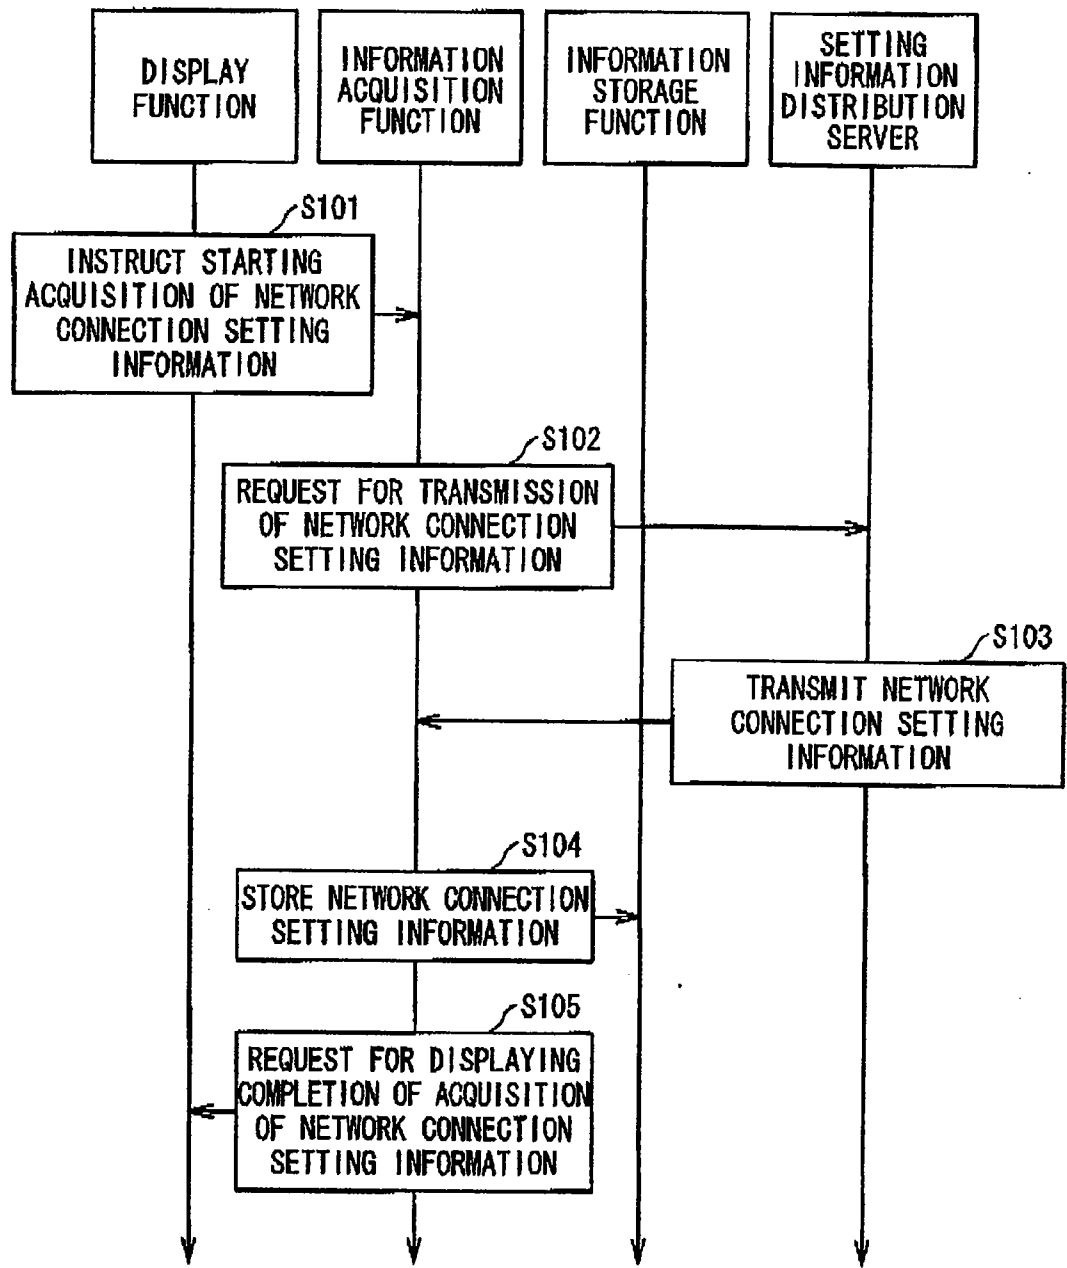 DISPLAY
FUNCTION
INFORMATION
ACQUISITION
FUNCTION
INFORMATION
STORAGE
FUNCTION
SETTING
INFORMATION
DISTRIBUTION
SERVER
S101
INSTRUCT STARTING
ACQUISITION OF NETWORK
CONNECTION SETTING
INFORMATION
S102
REQUEST FOR TRANSMISSION
OF NETWORK CONNECTION
SETTING INFORMATION
S103
TRANSMIT NETWORK
CONNECTION SETTING
INFORMATION
S104
STORE NETWORK CONNECTION
SETTING INFORMATION
S105
REQUEST FOR DISPLAYING
COMPLETION OF ACQUISITION
OF NETWORK CONNECTION
SETTING INFORMATION